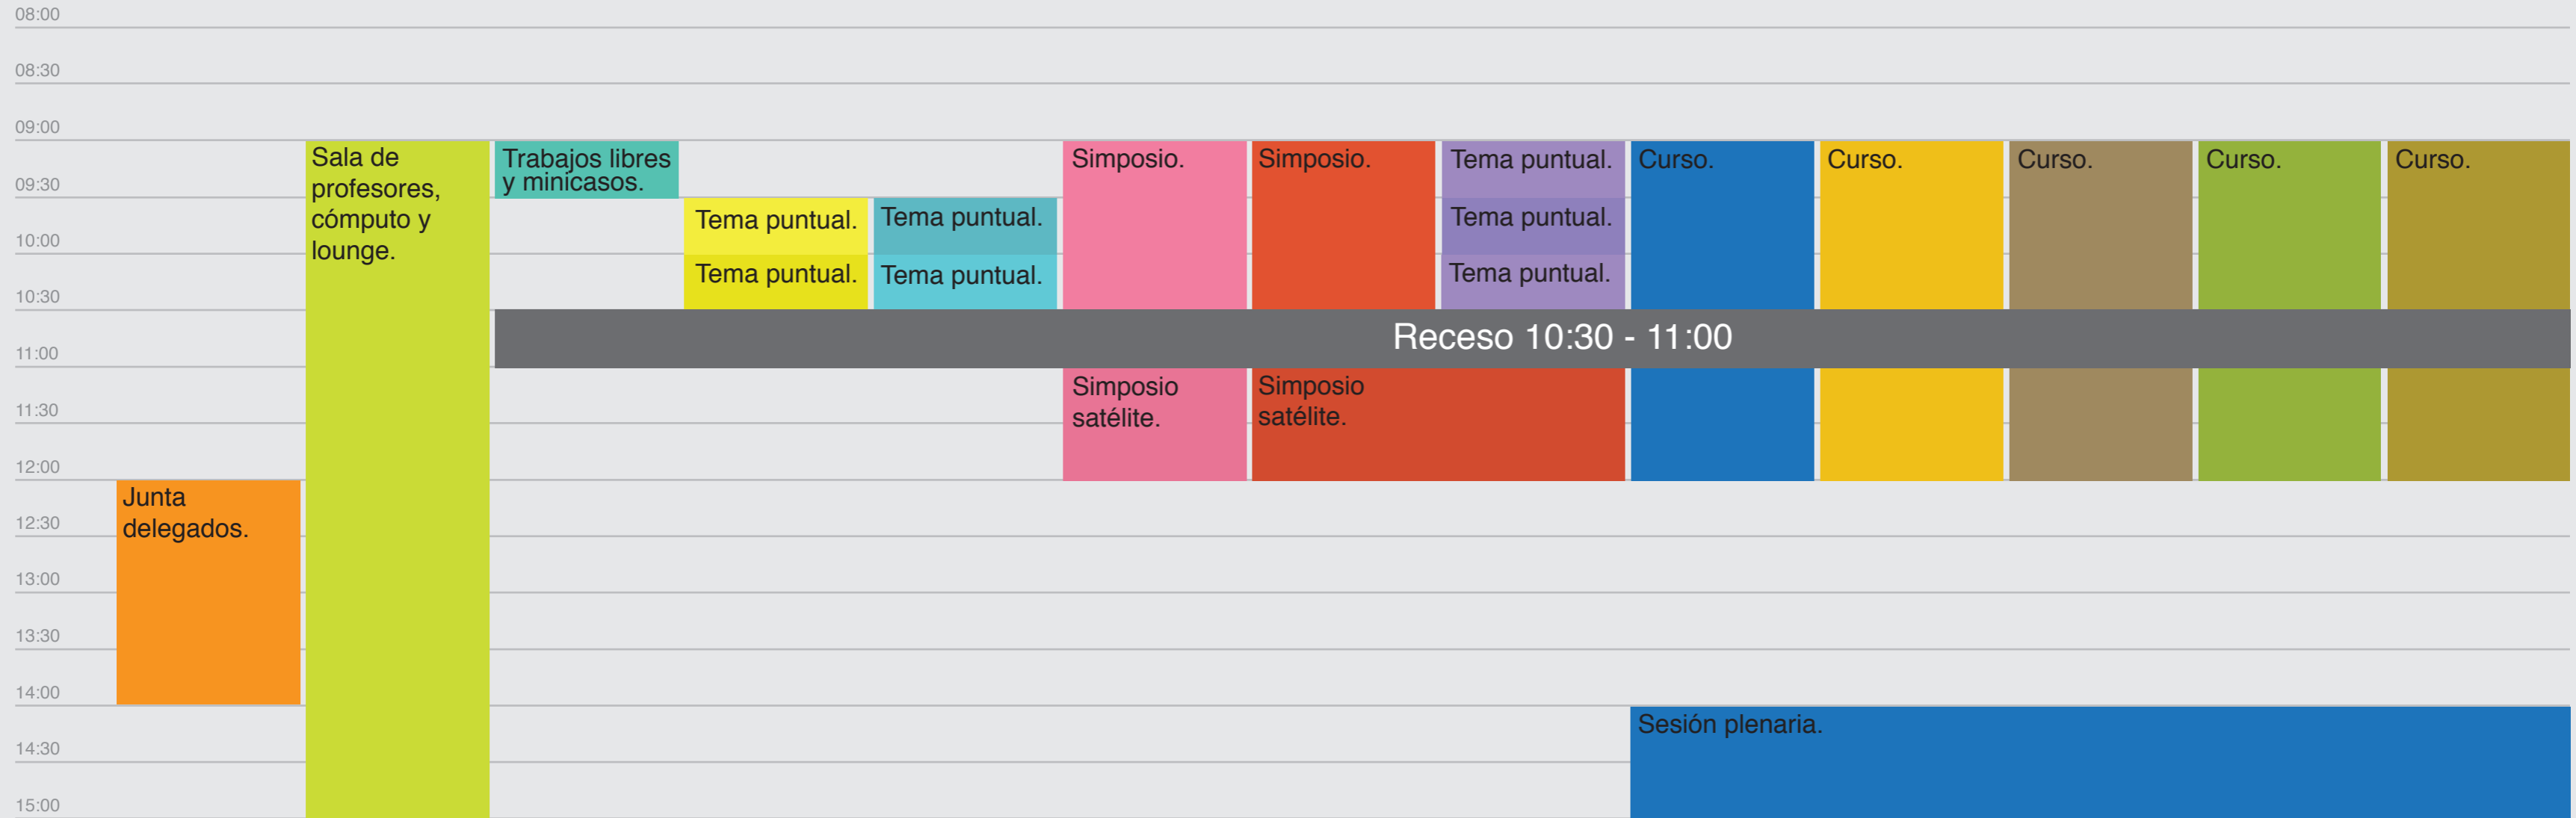 08:00
08:30
09:00
Sala de
profesores,
cómputo y
lounge.
Trabajos libres
y minicasos.
Simposio.
Simposio.
Tema puntual.
Curso.
Curso.
Curso.
Curso.
Curso.
09:30
Tema puntual.
Tema puntual.
Tema puntual.
10:00
Tema puntual.
Tema puntual.
Tema puntual.
10:30
Receso 10:30 - 11:00
11:00
Simposio
satélite.
Simposio
satélite.
11:30
12:00
Junta
delegados.
12:30
13:00
13:30
14:00
Sesión plenaria.
14:30
15:00